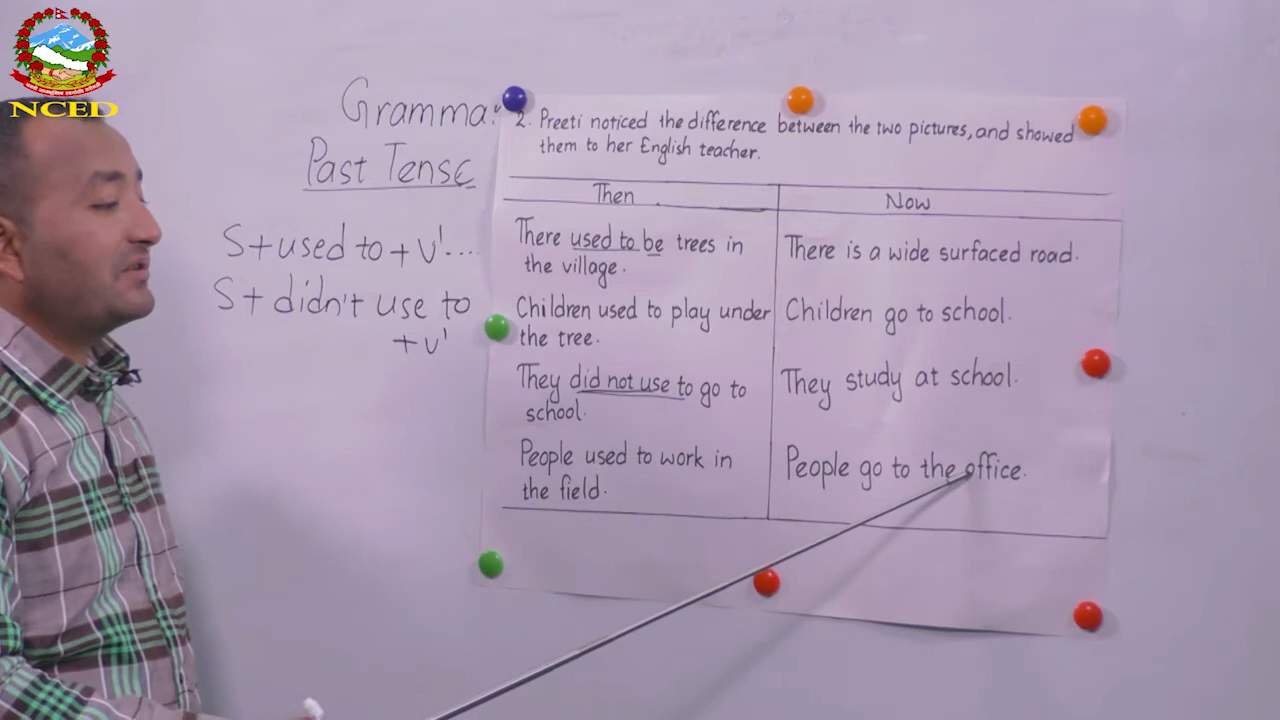 NCED
Grammar
Past Tense
S+used to + V¹....
S+ didn't use to
+ V¹
2. Preeti noticed the difference between the two pictures, and showed
them to her English teacher.
Then
Now
There used to be trees in
the village.
There is a wide surfaced road.
Children used to play under
the tree.
Children go to school.
They did not use to go to
school.
They study at school.
People used to work in
the field.
People go to the office.